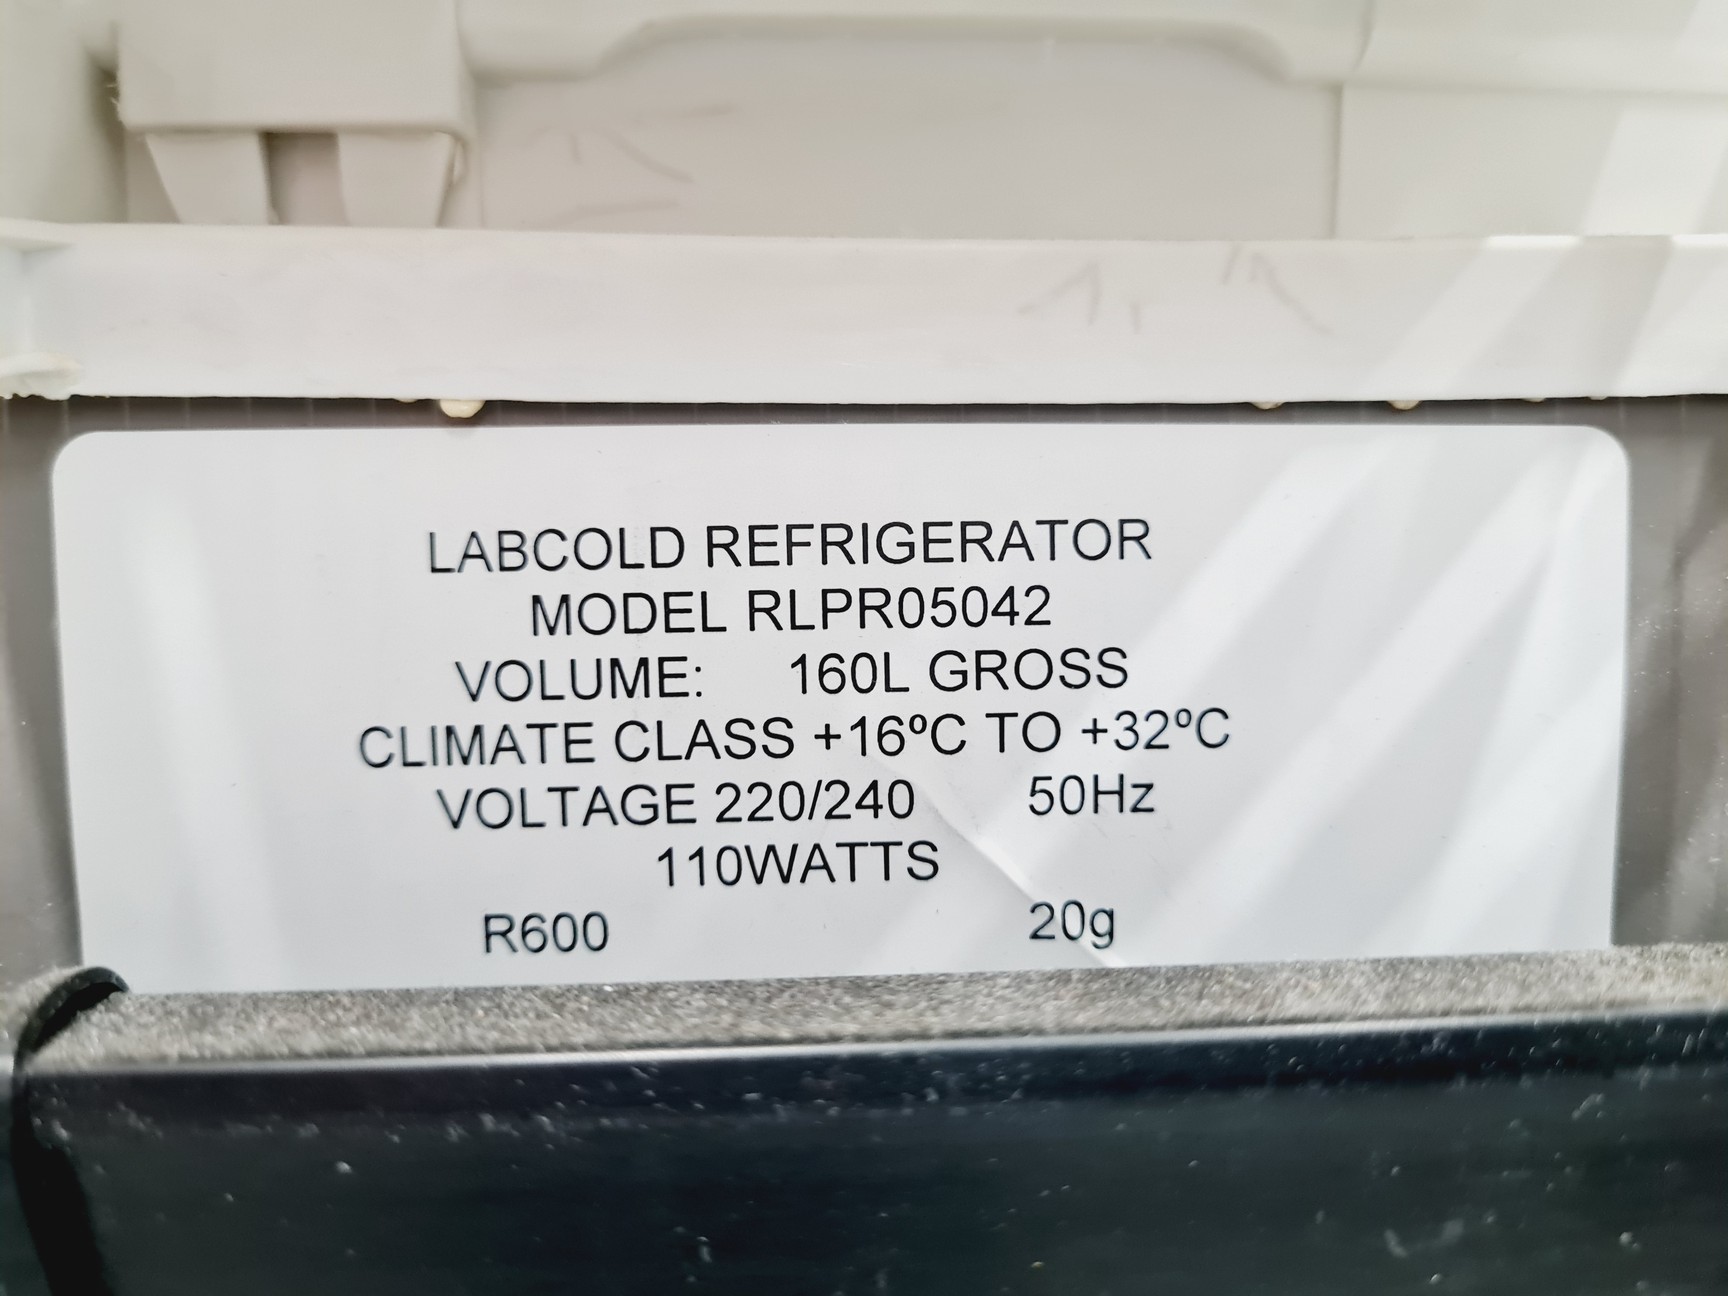 LABCOLD REFRIGERATOR
MODEL RLPR05042
VOLUME: 160L GROSS
CLIMATE CLASS +16ºC TO +32ºC
VOLTAGE 220/240 50Hz
110WATTS
R600 20g